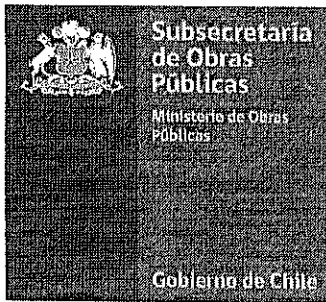 Subsecretaría
de Obras
Públicas
Ministerio de Obras
Públicas
Gobierno de Chile